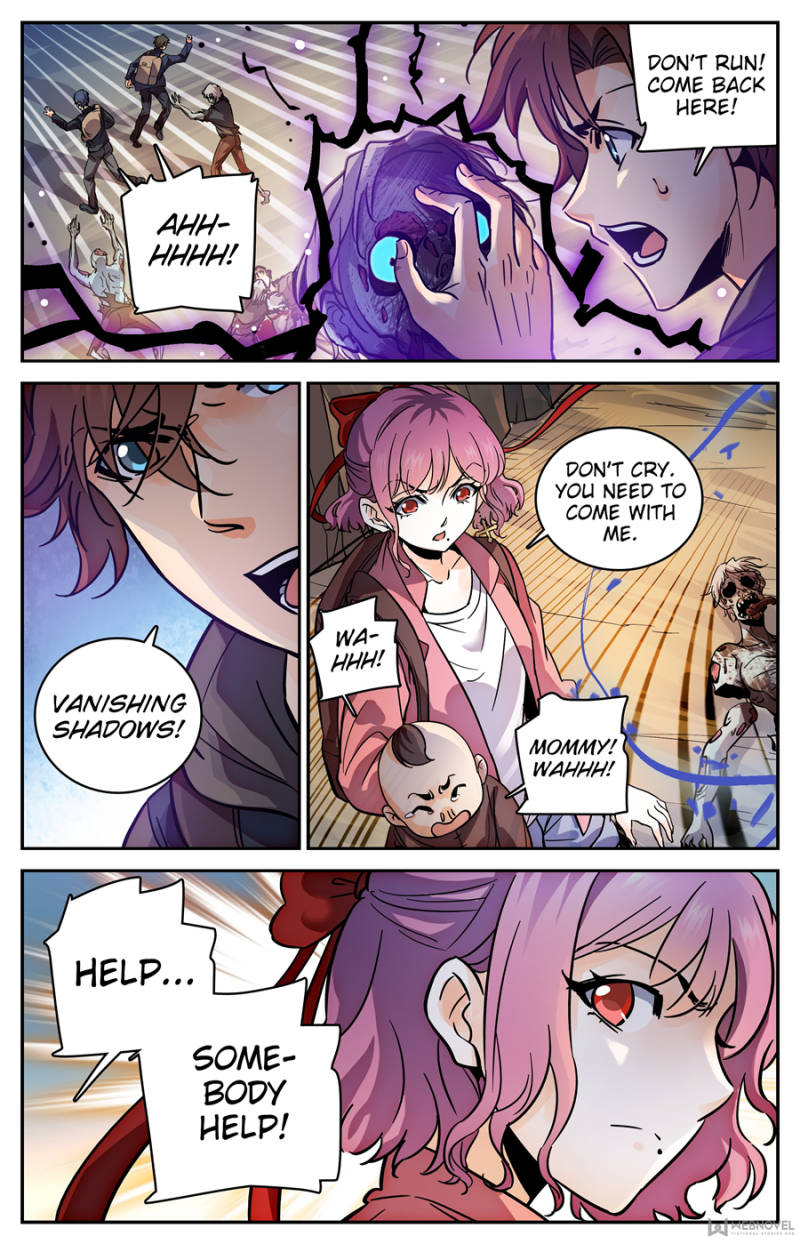 DON'T RUN!
COME BACK
HERE!
AHH-
HHHH!
VANISHING
SHADOWS!
DON'T CRY.
YOU NEED TO
COME WITH
ME.
WA-
HHH!
MOMMY!
WAHHH!
HELP...
SOME-
BODY
HELP!
WEBNOVEL